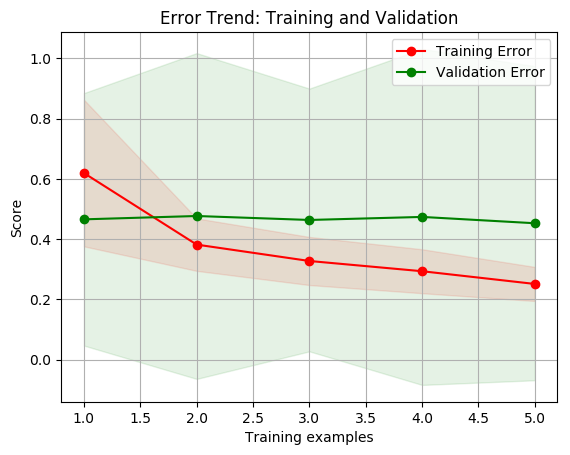 Error Trend: Training and Validation
Training Error
Validation Error
1.0
0.8
0.6
0.4
0.2
0.0
Score
1.0 1.5 2.0 2.5 3.0 3.5 4.0 4.5 5.0
Training examples